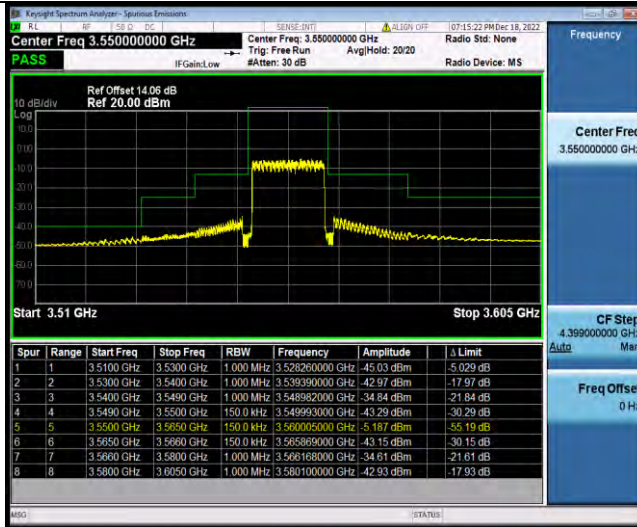 Keysight Spectrum Analyzer - Spurious Emissions
RL RF 50 Ω DC SENSE:INT ALIGN OFF 07:15:22 PM Dec 18, 2022
Center Freq 3.550000000 GHz
Center Freq: 3.550000000 GHz
Radio Std: None
Trig: Free Run Avg|Hold: 20/20
PASS
IFGain:Low
#Atten: 30 dB
Radio Device: MS
Ref Offset 14.06 dB
10 dB/div Ref 20.00 dBm
Log
10.0
0.00
-10.0
-20.0
-30.0
-40.0
-50.0
-60.0
-70.0
Start 3.51 GHz Stop 3.605 GHz
Spur Range Start Freq Stop Freq RBW Frequency Amplitude Δ Limit
1 1 3.5100 GHz 3.5300 GHz 1.000 MHz 3.528260000 GHz -45.03 dBm -5.029 dB
2 2 3.5300 GHz 3.5400 GHz 1.000 MHz 3.539390000 GHz -42.97 dBm -17.97 dB
3 3 3.5400 GHz 3.5490 GHz 1.000 MHz 3.548982000 GHz -34.84 dBm -21.84 dB
4 4 3.5490 GHz 3.5500 GHz 150.0 kHz 3.549993000 GHz -43.29 dBm -30.29 dB
5 5 3.5500 GHz 3.5650 GHz 150.0 kHz 3.560005000 GHz -5.187 dBm -55.19 dB
6 6 3.5650 GHz 3.5660 GHz 150.0 kHz 3.565869000 GHz -43.15 dBm -30.15 dB
7 7 3.5660 GHz 3.5800 GHz 1.000 MHz 3.566168000 GHz -34.61 dBm -21.61 dB
8 8 3.5800 GHz 3.6050 GHz 1.000 MHz 3.580100000 GHz -42.93 dBm -17.93 dB
MSG STATUS
Frequency
Center Freq
3.550000000 GHz
CF Step
4.399000000 GHz
Auto Man
Freq Offset
0 Hz